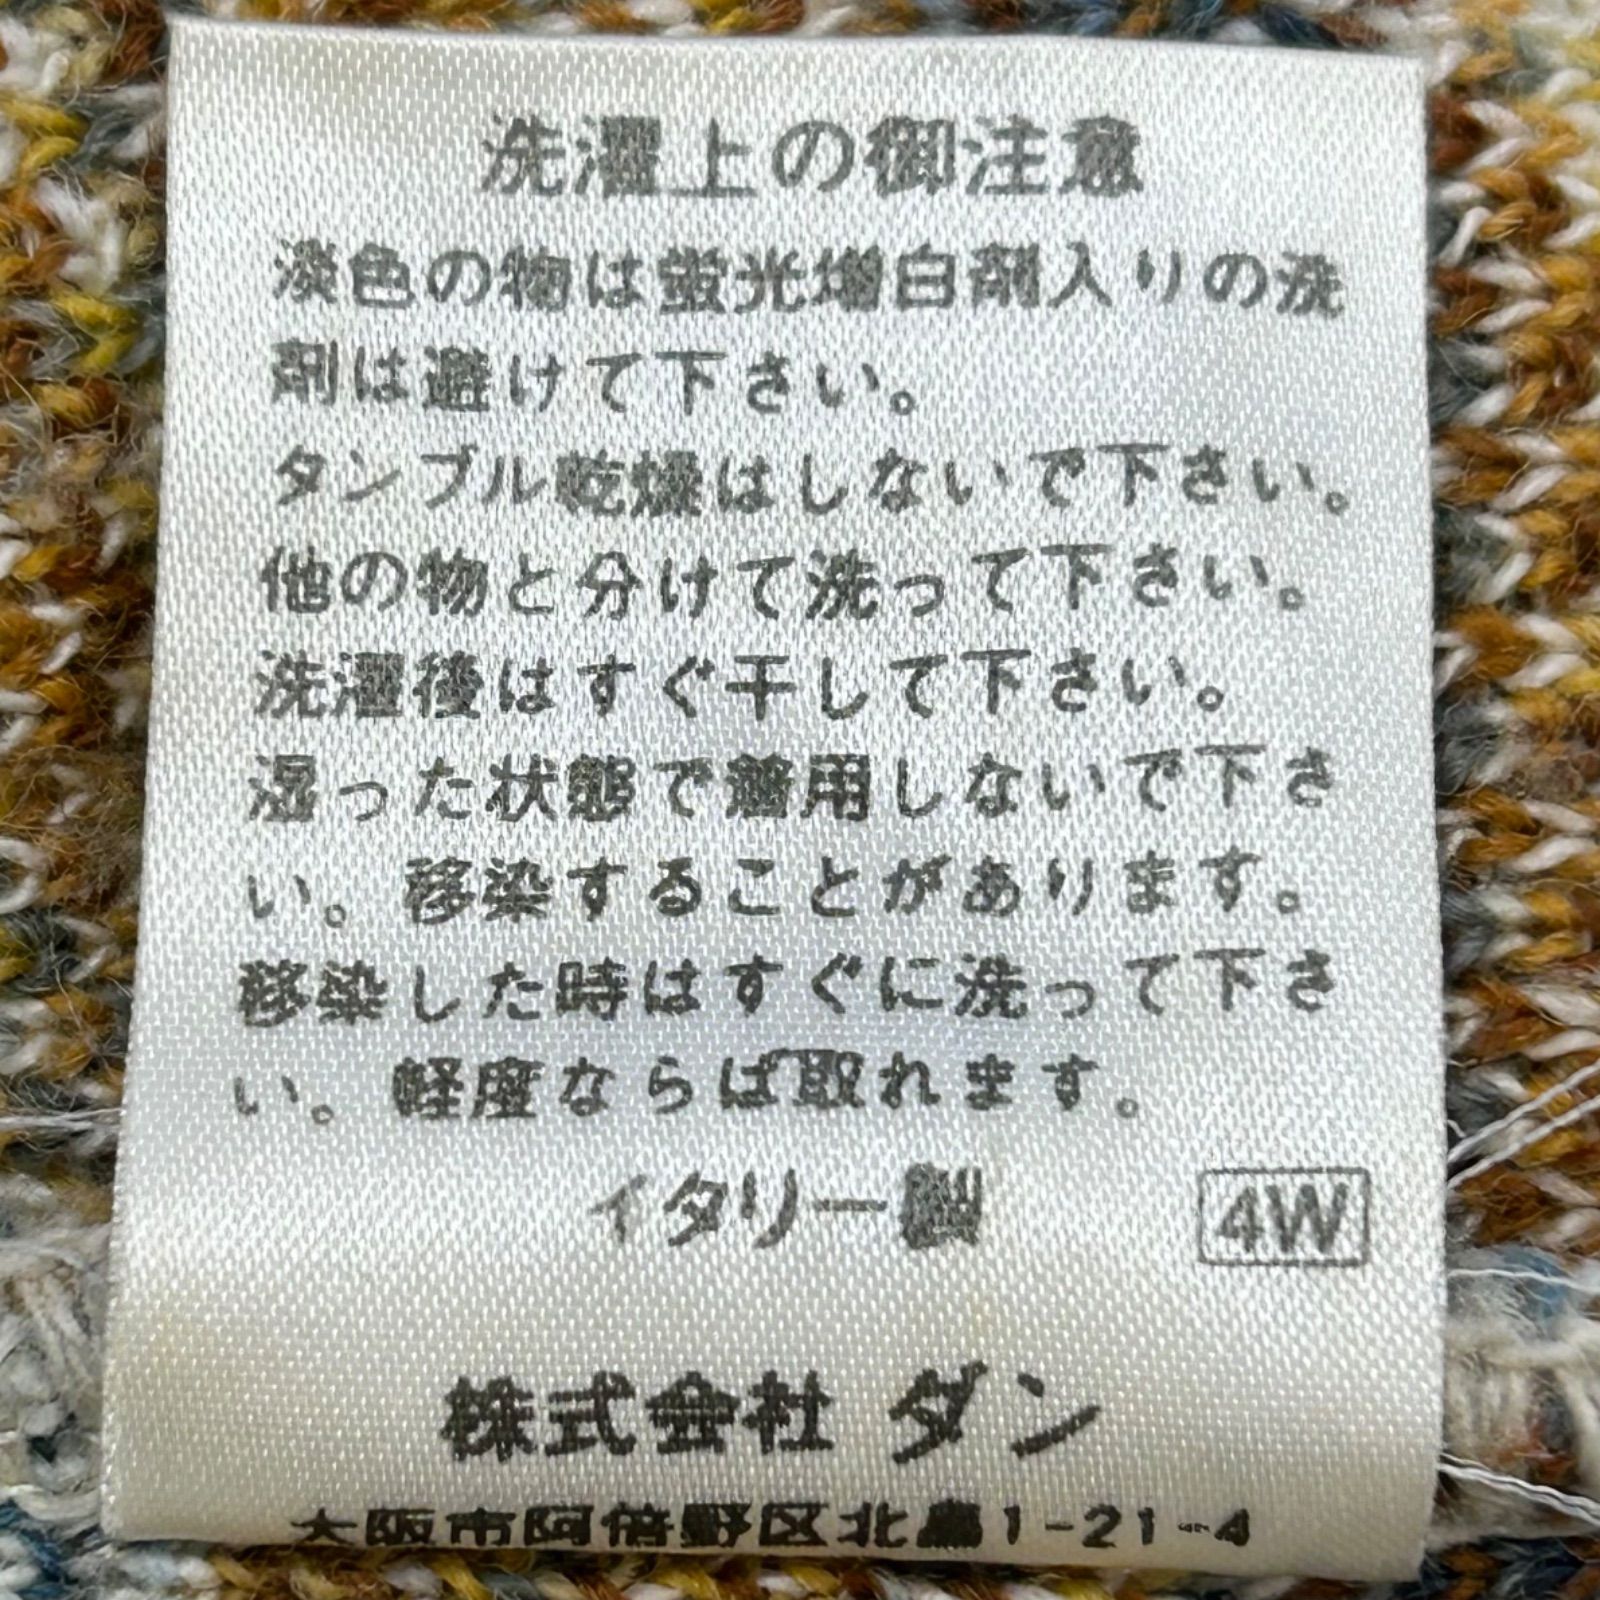 洗濯上の御注意
淡色の物は蛍光増白剤入りの洗
剤は避けて下さい。
タンブル乾燥はしないで下さい。
他の物と分けて洗って下さい。
洗濯後はすぐ干して下さい。
湿った状態で着用しないで下さ
い。移染することがあります。
移染した時はすぐに洗って下さ
い。軽度ならば取れます。
イタリー製
4W
株式会社 ダン
大阪市阿倍野区北畠1-21-4